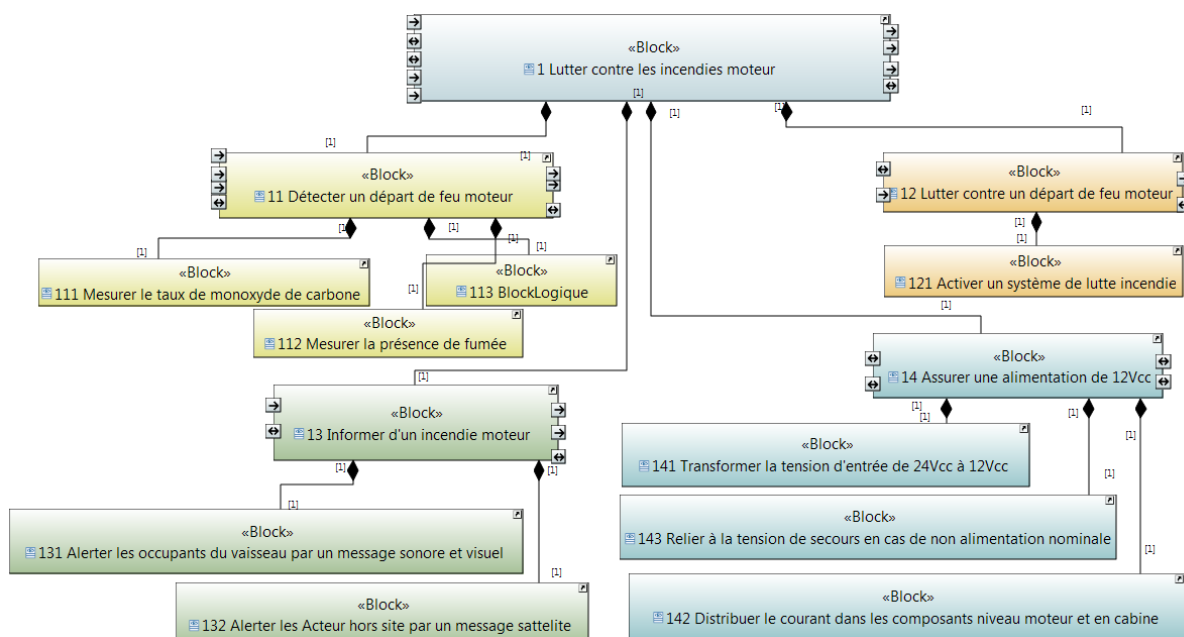 «Block»
1 Lutter contre les incendies moteur
[1]
[1]
[1]
[1]
[1]
[1]
«Block»
11 Détecter un départ de feu moteur
«Block»
12 Lutter contre un départ de feu moteur
[1]
[1]
[1]
[1]
[1]
[1]
[1]
[1]
«Block»
111 Mesurer le taux de monoxyde de carbone
«Block»
113 BlockLogique
«Block»
121 Activer un système de lutte incendie
[1]
«Block»
112 Mesurer la présence de fumée
[1]
«Block»
14 Assurer une alimentation de 12Vcc
[1]
«Block»
13 Informer d'un incendie moteur
[1]
[1]
[1]
[1]
[1]
«Block»
141 Transformer la tension d'entrée de 24Vcc à 12Vcc
[1]
[1]
[1]
[1]
«Block»
143 Relier à la tension de secours en cas de non alimentation nominale
«Block»
131 Alerter les occupants du vaisseau par un message sonore et visuel
[1]
[1]
«Block»
132 Alerter les Acteur hors site par un message sattelite
«Block»
142 Distribuer le courant dans les composants niveau moteur et en cabine